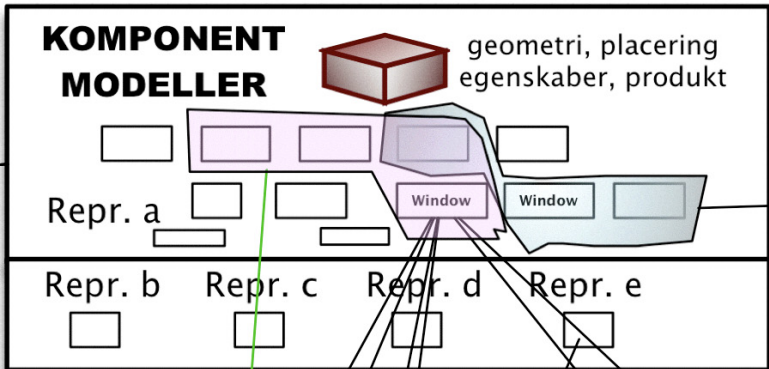 KOMPONENT
MODELLER
geometri, placering
egenskaber, produkt
Window
Window
Repr. a
Repr. b
Repr. c
Repr. d
Repr. e